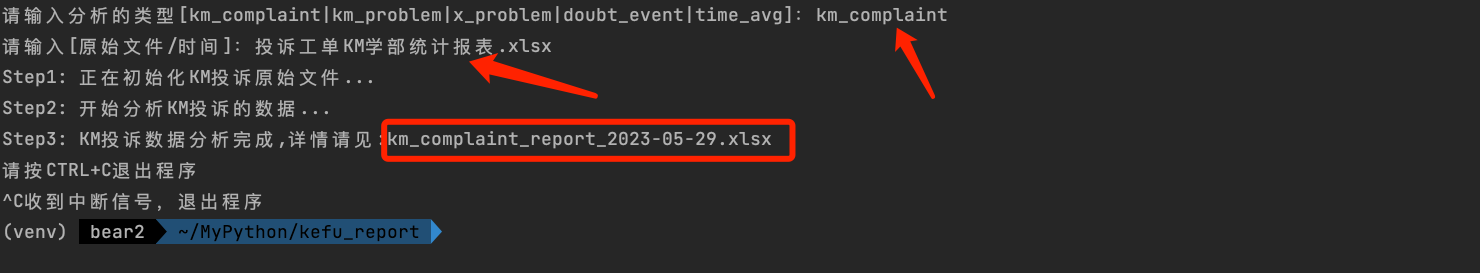 请输入分析的类型[km_complaint|km_problem|x_problem|doubt_event|time_avg]: km_complaint
请输入[原始文件/时间]: 投诉工单KM学部统计报表.xlsx
Step1: 正在初始化KM投诉原始文件...
Step2: 开始分析KM投诉的数据...
Step3: KM投诉数据分析完成,详情请见:km_complaint_report_2023-05-29.xlsx
请按CTRL+C退出程序
^C收到中断信号, 退出程序
(venv) bear2 ~/MyPython/kefu_report